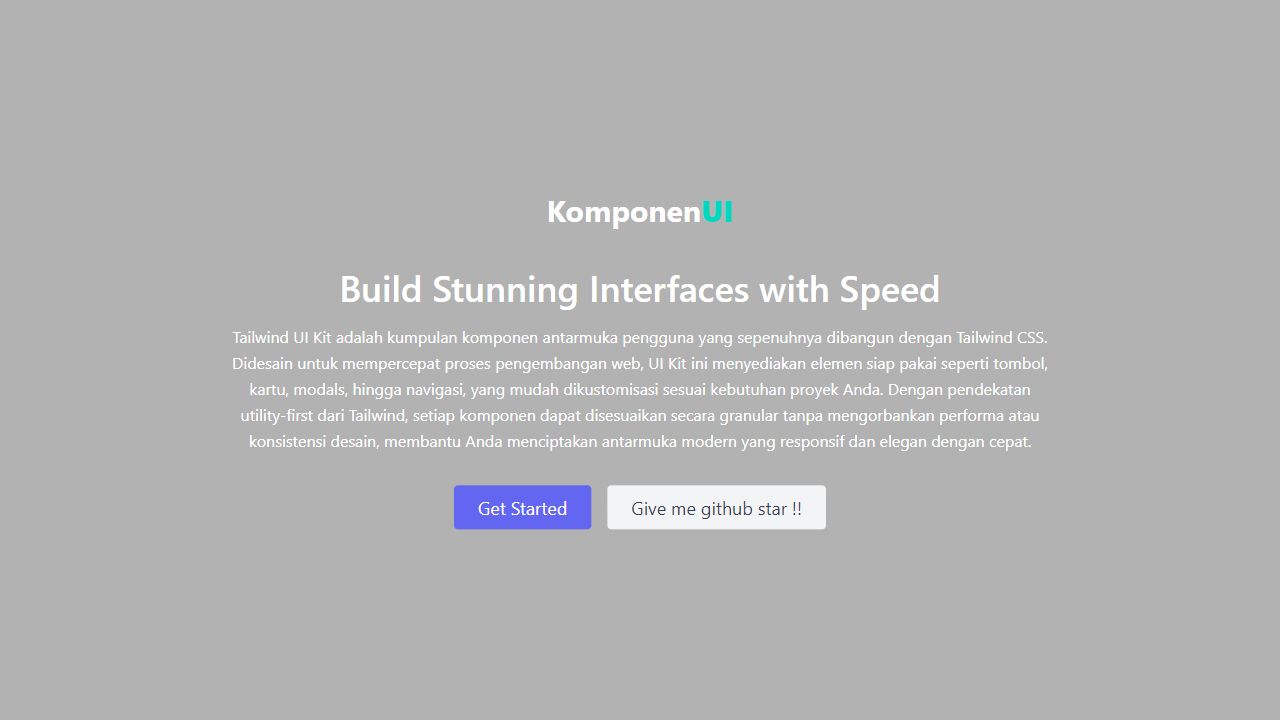 KomponenUI
Build Stunning Interfaces with Speed
Tailwind UI Kit adalah kumpulan komponen antarmuka pengguna yang sepenuhnya dibangun dengan Tailwind CSS.
Didesain untuk mempercepat proses pengembangan web, UI Kit ini menyediakan elemen siap pakai seperti tombol,
kartu, modals, hingga navigasi, yang mudah dikustomisasi sesuai kebutuhan proyek Anda. Dengan pendekatan
utility-first dari Tailwind, setiap komponen dapat disesuaikan secara granular tanpa mengorbankan performa atau
konsistensi desain, membantu Anda menciptakan antarmuka modern yang responsif dan elegan dengan cepat.
Get Started
Give me github star !!